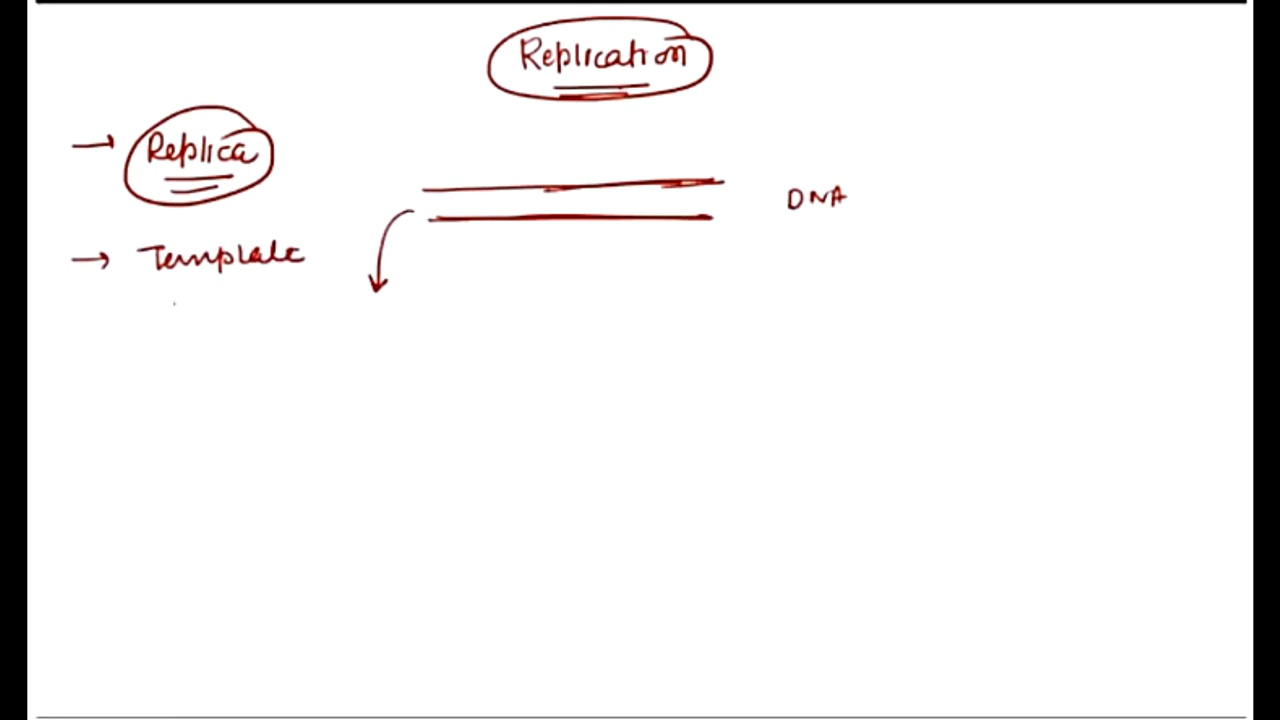 Replication
→ Replica
DNA
→ Template